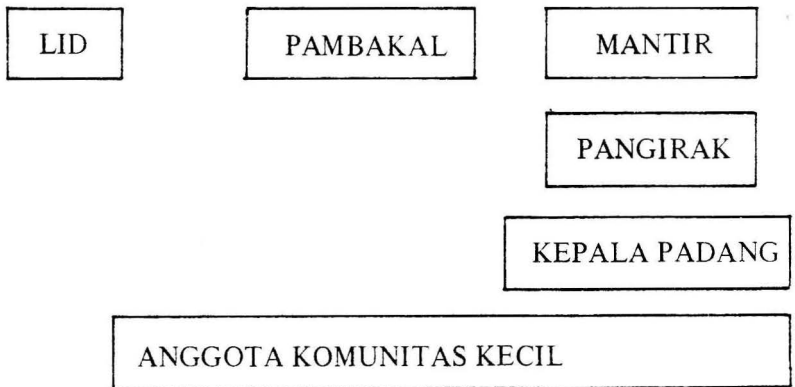 LID PAMBAKAL MANTIR
PANGIRAK
KEPALA PADANG
ANGGOTA KOMUNITAS KECIL